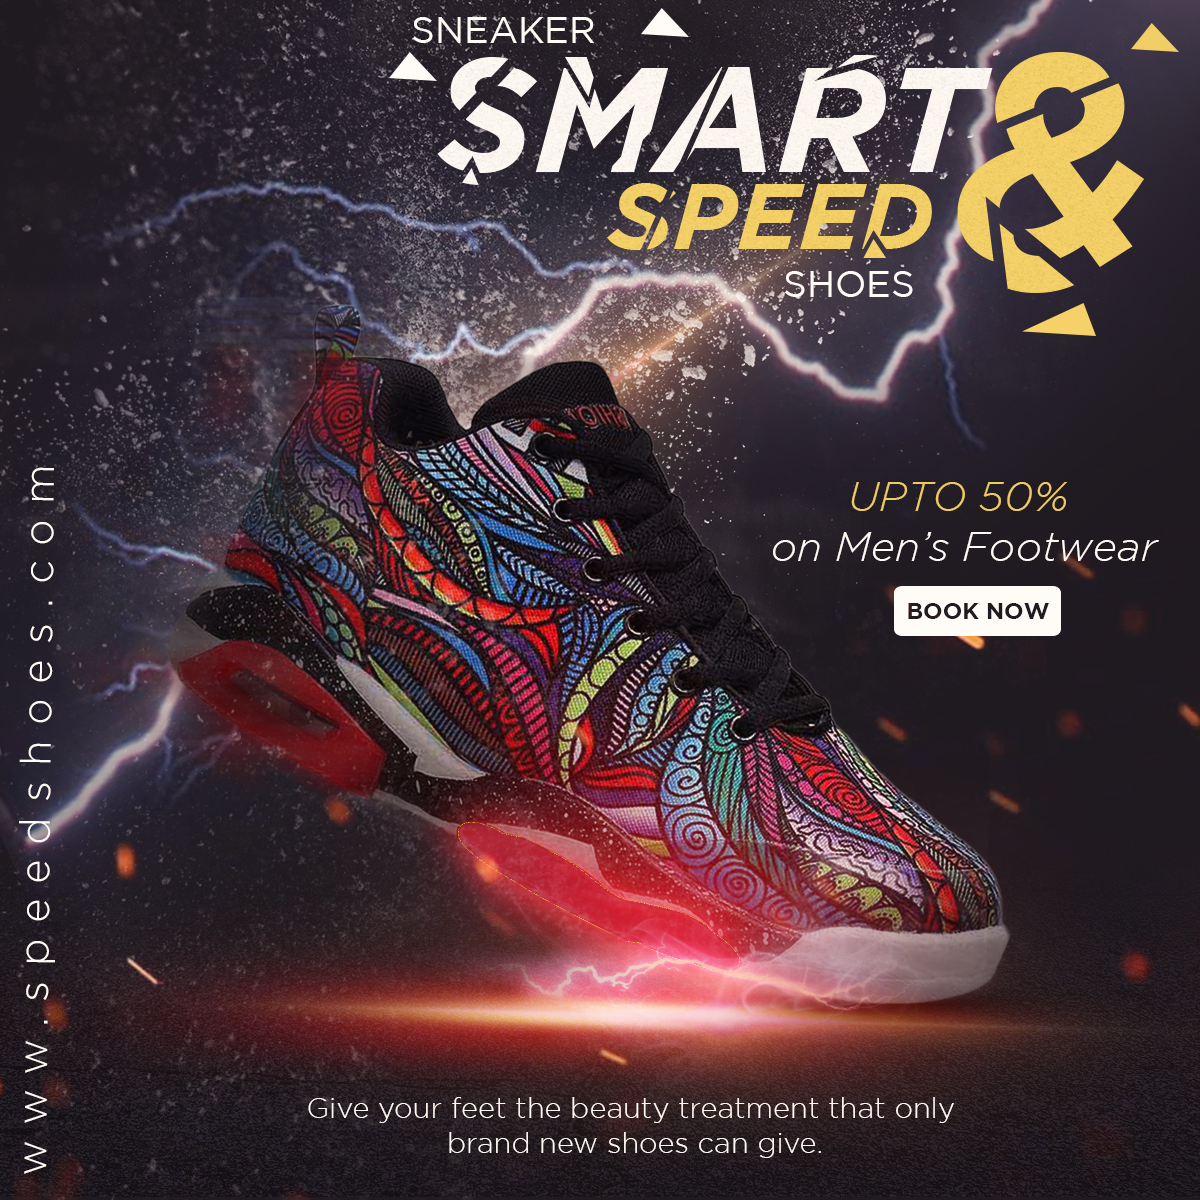 SNEAKER
SMART &
SPEED
SHOES
UPTO 50%
on Men's Footwear
BOOK NOW
www.speedshoes.com
Give your feet the beauty treatment that only
brand new shoes can give.